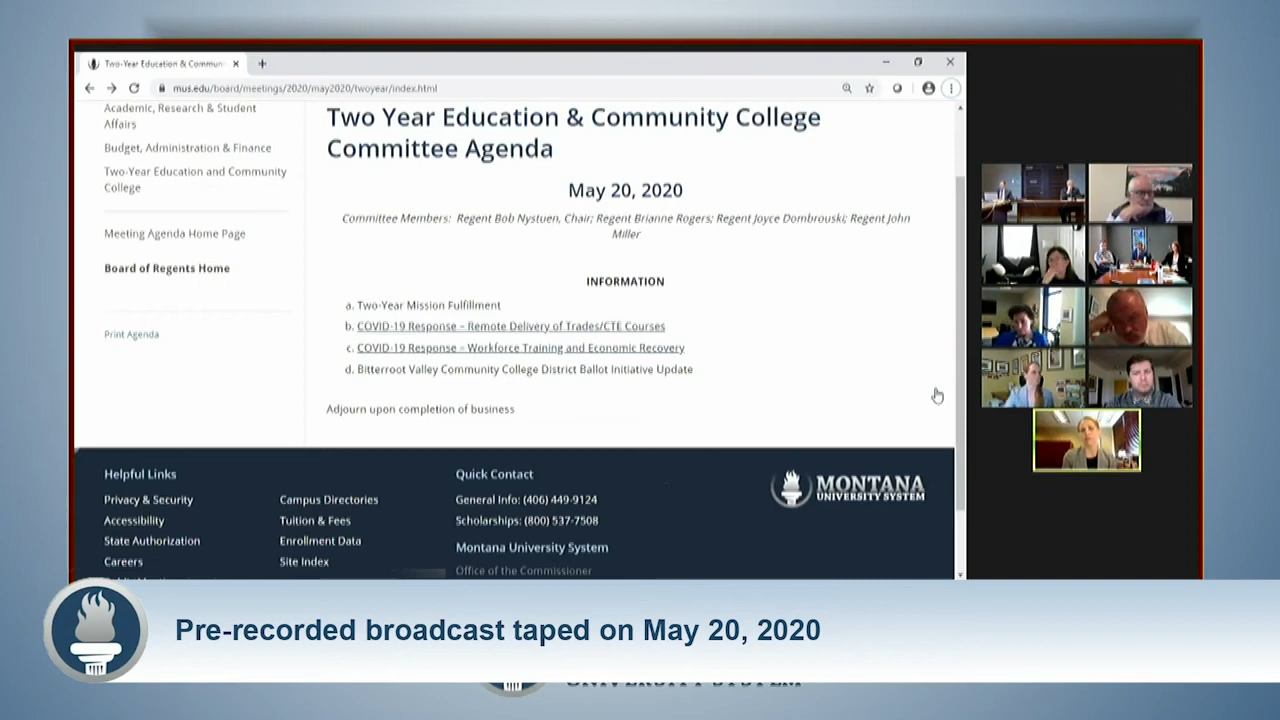 Two-Year Education & Commun
mus.edu/board/meetings/2020/may2020/twoyear/index.html
Academic, Research & Student
Affairs
Budget, Administration & Finance
Two-Year Education and Community
College
Meeting Agenda Home Page
Board of Regents Home
Print Agenda
Two Year Education & Community College
Committee Agenda
May 20, 2020
Committee Members: Regent Bob Nystuen, Chair; Regent Brianne Rogers; Regent Joyce Dombrouski; Regent John
Miller
INFORMATION
a. Two-Year Mission Fulfillment
b. COVID-19 Response – Remote Delivery of Trades/CTE Courses
c. COVID-19 Response – Workforce Training and Economic Recovery
d. Bitterroot Valley Community College District Ballot Initiative Update
Adjourn upon completion of business
Helpful Links
Privacy & Security
Accessibility
State Authorization
Careers
Campus Directories
Tuition & Fees
Enrollment Data
Site Index
Quick Contact
General Info: (406) 449-9124
Scholarships: (800) 537-7508
Montana University System
Office of the Commissioner
MONTANA
UNIVERSITY SYSTEM
Pre-recorded broadcast taped on May 20, 2020
UNIVERSITY SYSTEM